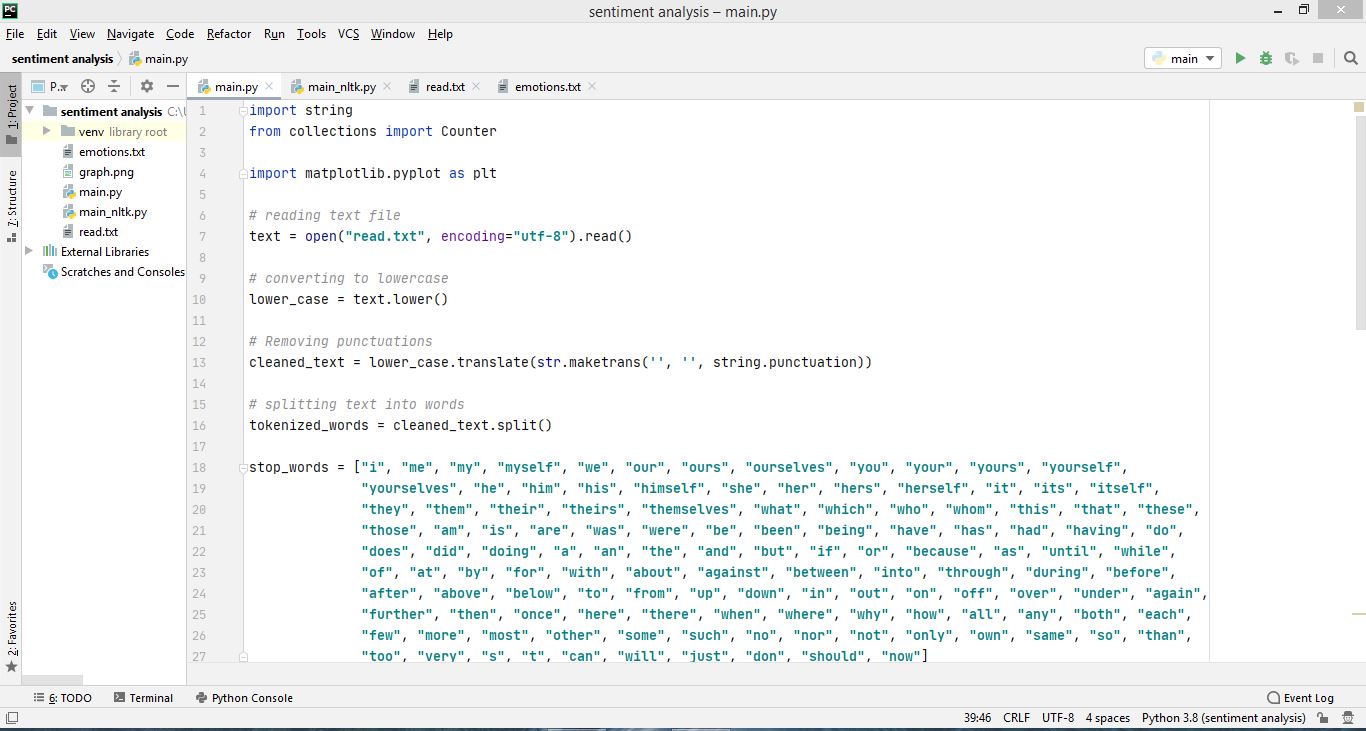 PC
sentiment analysis – main.py
File Edit View Navigate Code Refactor Run Tools VCS Window Help
sentiment analysis main.py
main
1: Project
7: Structure
2: Favorites
P..
sentiment analysis
venv library root
emotions.txt
graph.png
main.py
main_nltk.py
read.txt
External Libraries
Scratches and Consoles
main.py main_nltk.py read.txt emotions.txt
1 import string
2 from collections import Counter
3
4 import matplotlib.pyplot as plt
5
6 # reading text file
7 text = open("read.txt", encoding="utf-8").read()
8
9 # converting to lowercase
10 lower_case = text.lower()
11
12 # Removing punctuations
13 cleaned_text = lower_case.translate(str.maketrans('', '', string.punctuation))
14
15 # splitting text into words
16 tokenized_words = cleaned_text.split()
17
18 stop_words = ["i", "me", "my", "myself", "we", "our", "ours", "ourselves", "you", "your", "yours", "yourself",
19 "yourselves", "he", "him", "his", "himself", "she", "her", "hers", "herself", "it", "its", "itself",
20 "they", "them", "their", "theirs", "themselves", "what", "which", "who", "whom", "this", "that", "these",
21 "those", "am", "is", "are", "was", "were", "be", "been", "being", "have", "has", "had", "having", "do",
22 "does", "did", "doing", "a", "an", "the", "and", "but", "if", "or", "because", "as", "until", "while",
23 "of", "at", "by", "for", "with", "about", "against", "between", "into", "through", "during", "before",
24 "after", "above", "below", "to", "from", "up", "down", "in", "out", "on", "off", "over", "under", "again",
25 "further", "then", "once", "here", "there", "when", "where", "why", "how", "all", "any", "both", "each",
26 "few", "more", "most", "other", "some", "such", "no", "nor", "not", "only", "own", "same", "so", "than",
27 "too", "very", "s", "t", "can", "will", "just", "don", "should", "now"]
6: TODO Terminal Python Console Event Log
39:46 CRLF UTF-8 4 spaces Python 3.8 (sentiment analysis)